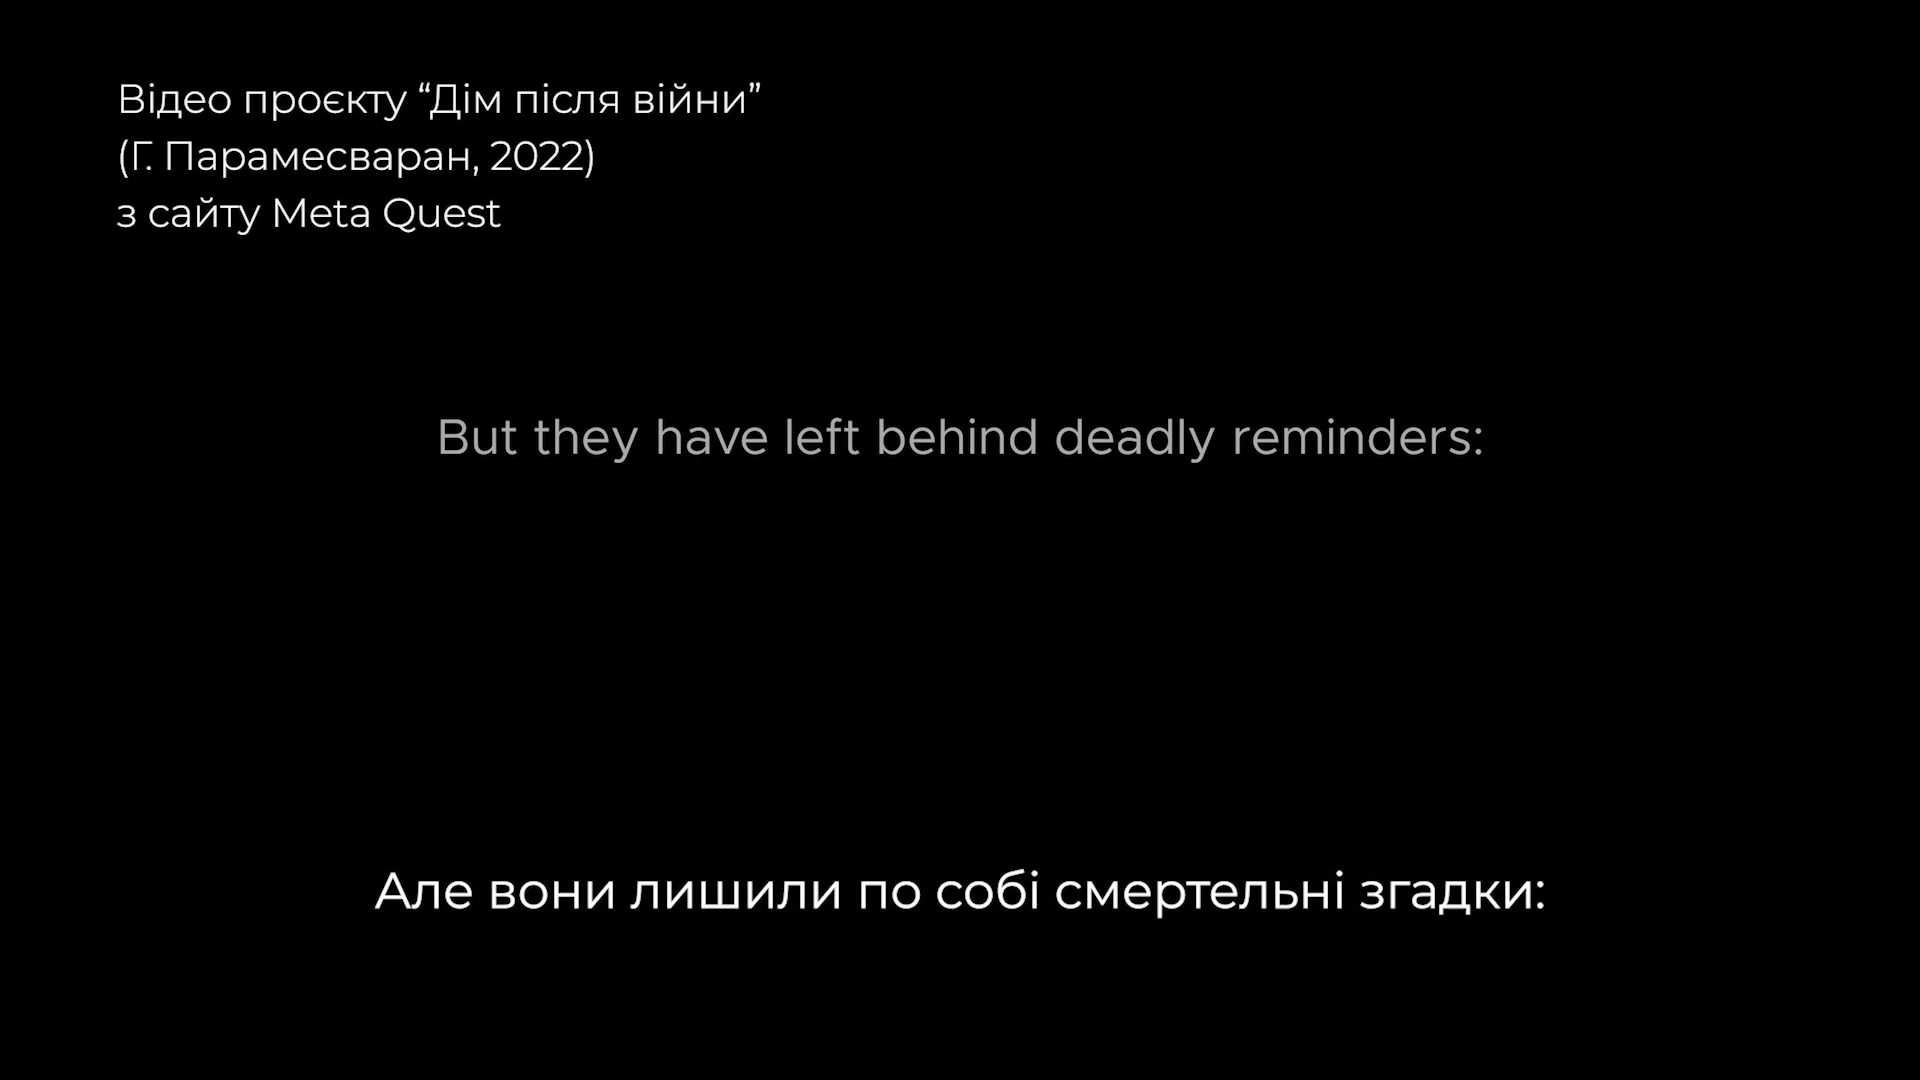 Відео проєкту “Дім після війни”
(Г. Парамесваран, 2022)
з сайту Meta Quest
But they have left behind deadly reminders:
Але вони лишили по собі смертельні згадки: